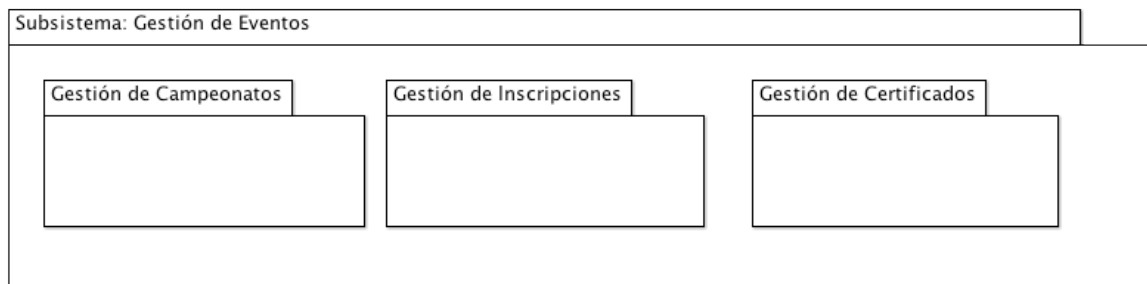 Subsistema: Gestión de Eventos
Gestión de Campeonatos
Gestión de Inscripciones
Gestión de Certificados